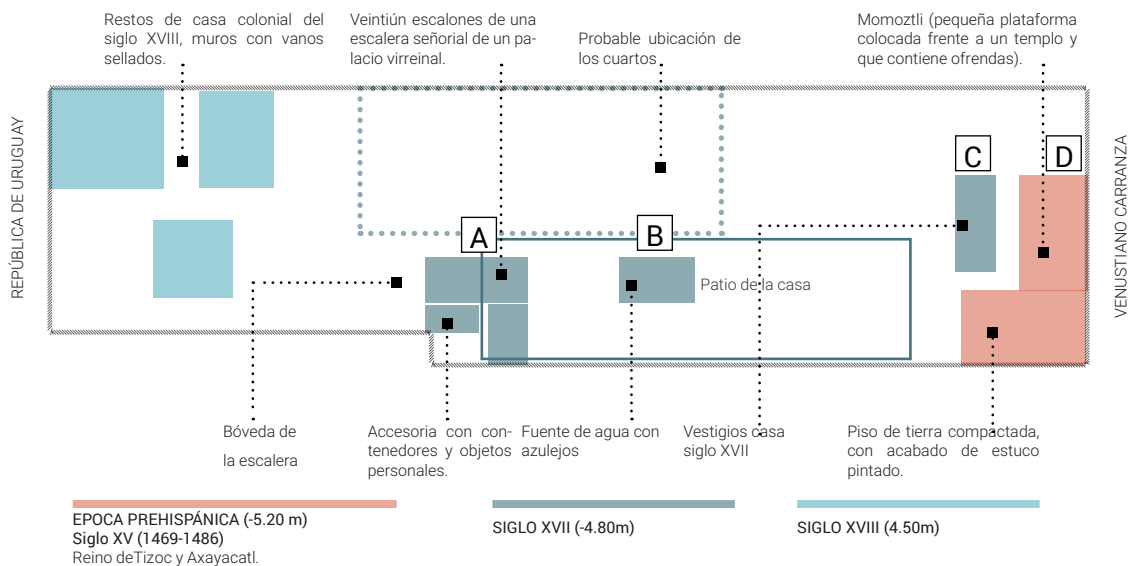 Restos de casa colonial del
siglo XVIII, muros con vanos
sellados.
Veintiún escalones de una
escalera señorial de un pa-
lacio virreinal.
Probable ubicación de
los cuartos
Momoztli (pequeña plataforma
colocada frente a un templo y
que contiene ofrendas).
REPÚBLICA DE URUGUAY
VENUSTIANO CARRANZA
C
D
A
B
Patio de la casa
Bóveda de
la escalera
Accesoria con con-
tenedores y objetos
personales.
Fuente de agua con
azulejos
Vestigios casa
siglo XVII
Piso de tierra compactada,
con acabado de estuco
pintado.
EPOCA PREHISPÁNICA (-5.20 m)
Siglo XV (1469-1486)
Reino deTizoc y Axayacatl.
SIGLO XVII (-4.80m)
SIGLO XVIII (4.50m)